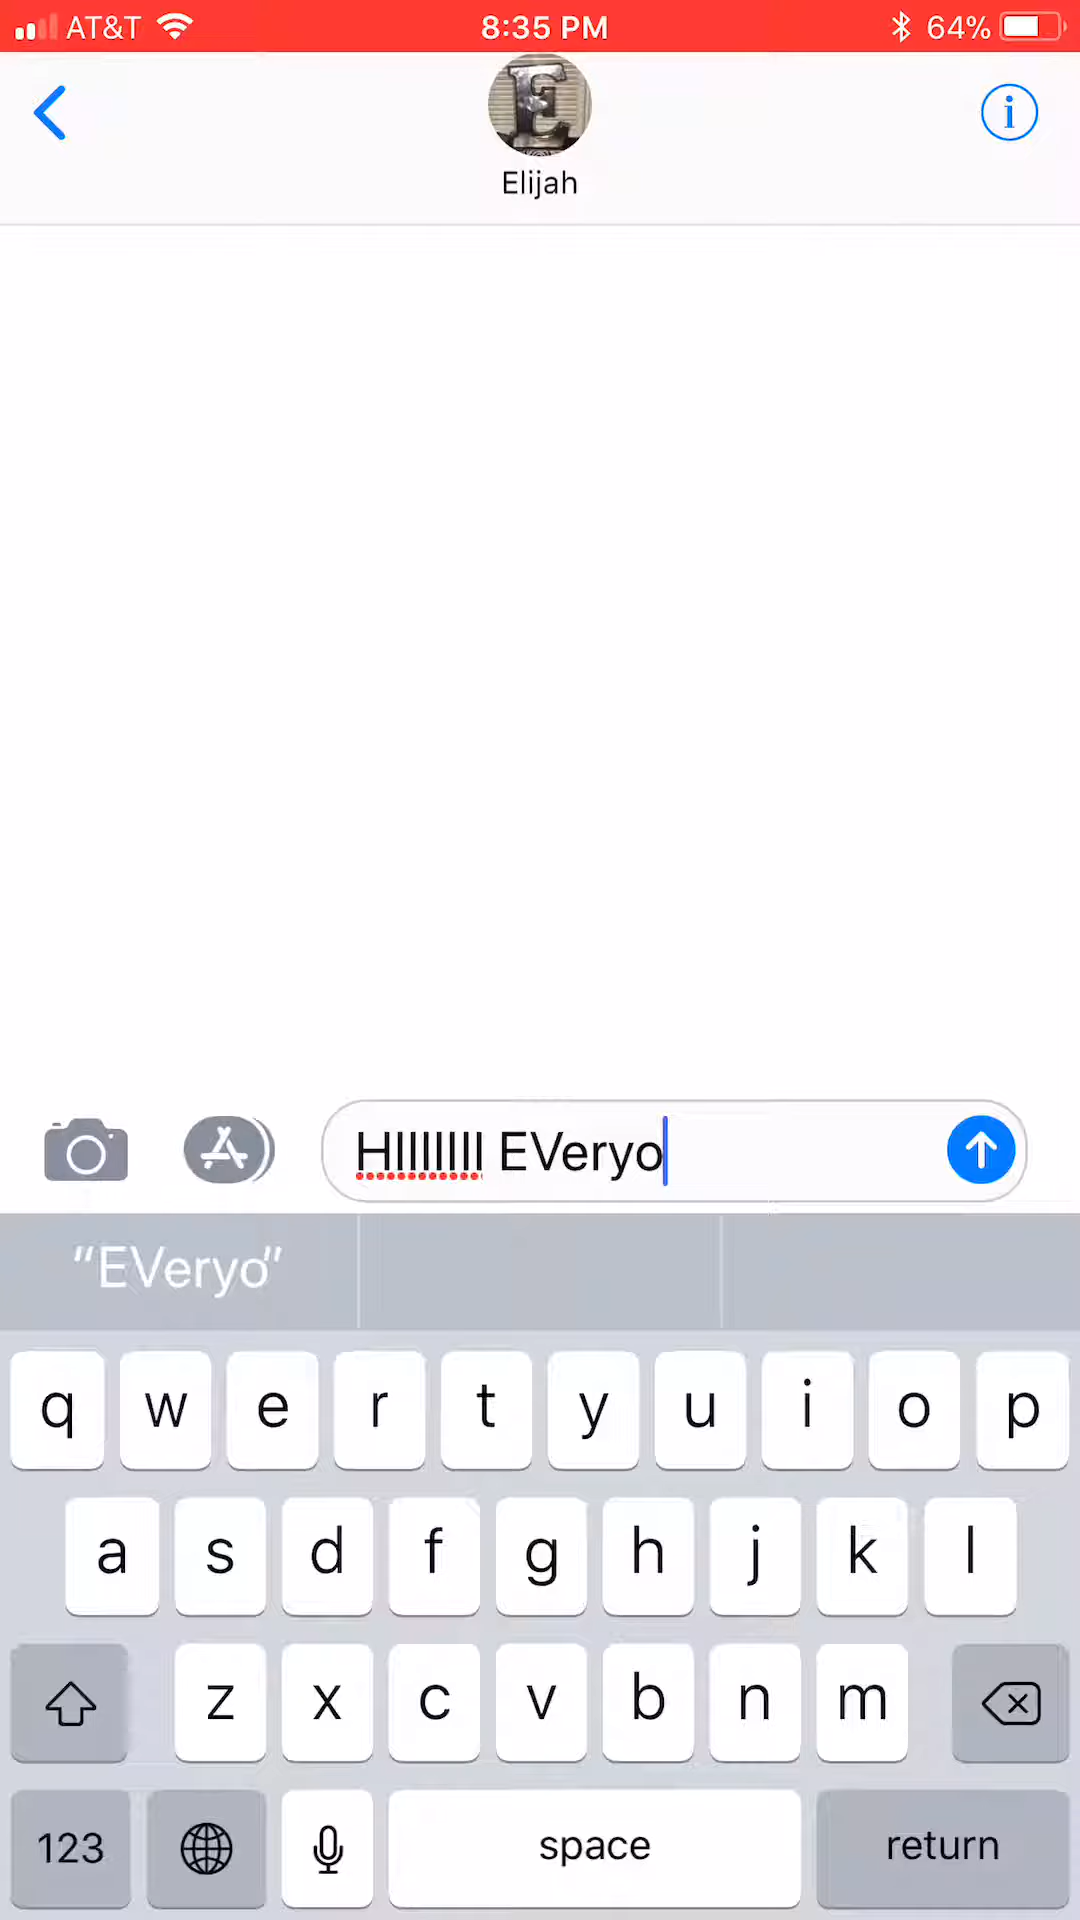 AT&T 8:35 PM 64%
E
Elijah
HIIIIIII EVeryo
“EVeryo”
q w e r t y u i o p
a s d f g h j k l
z x c v b n m
123 space return